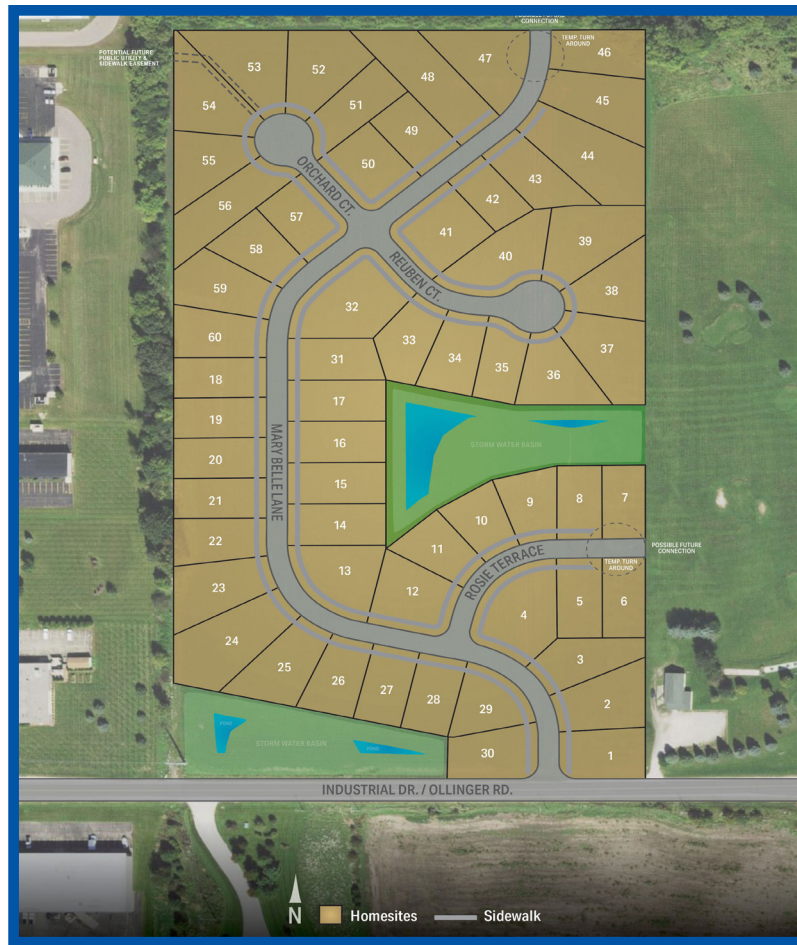 POSSIBLE FUTURE
CONNECTION
TEMP. TURN
AROUND
POTENTIAL FUTURE
PUBLIC UTILITY &
SIDEWALK EASEMENT
46
47
48
52
53
45
51
54
49
44
50
55
43
42
ORCHARD CT.
56
57
41
39
58
40
REUBEN CT.
59
38
32
60
33
37
31
34
35
36
18
17
19
16
STORM WATER BASIN
20
MARY BELLE LANE
15
21
14
22
7
8
9
10
11
ROSIE TERRACE
POSSIBLE FUTURE
CONNECTION
TEMP. TURN
AROUND
13
12
23
5
6
4
24
3
25
26
27
28
29
2
POND
STORM WATER BASIN
POND
30
1
INDUSTRIAL DR. / OLLINGER RD.
N
Homesites
Sidewalk